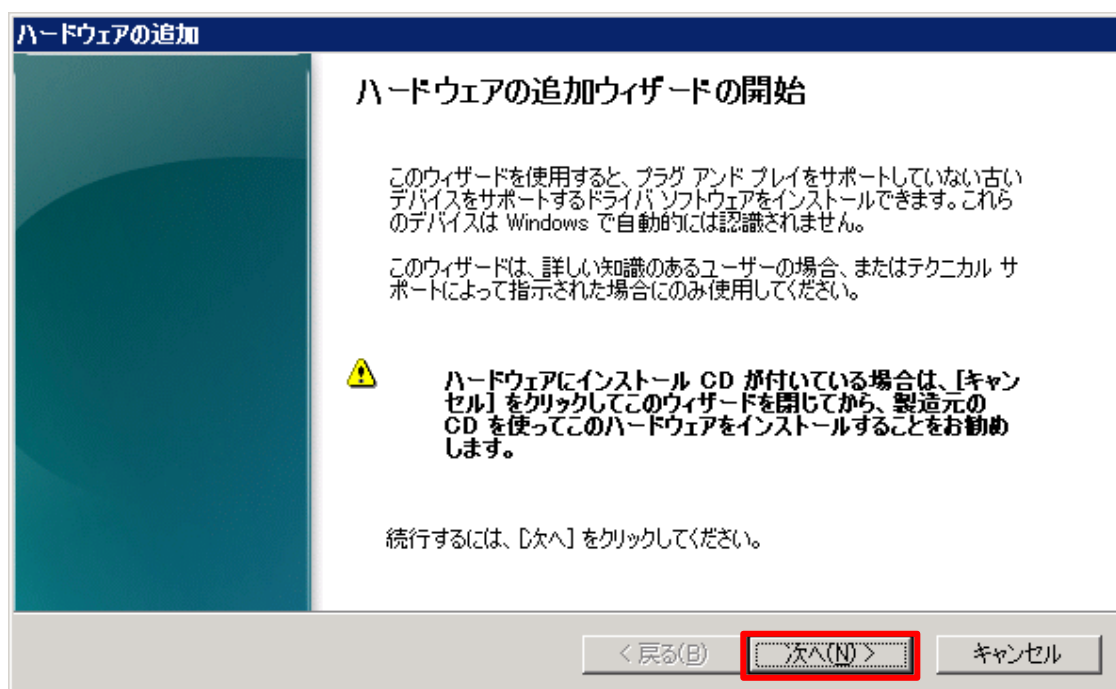 ハードウェアの追加
ハードウェアの追加ウィザードの開始
このウィザードを使用すると、プラグ アンド プレイをサポートしていない古い
デバイスをサポートするドライバ ソフトウェアをインストールできます。これら
のデバイスは Windows で自動的には認識されません。
このウィザードは、詳しい知識のあるユーザーの場合、またはテクニカル サ
ポートによって指示された場合にのみ使用してください。
ハードウェアにインストール CD が付いている場合は、[キャン
セル] をクリックしてこのウィザードを閉じてから、製造元の
CD を使ってこのハードウェアをインストールすることをお勧め
します。
続行するには、[次へ] をクリックしてください。
< 戻る(B) 次へ(N) > キャンセル